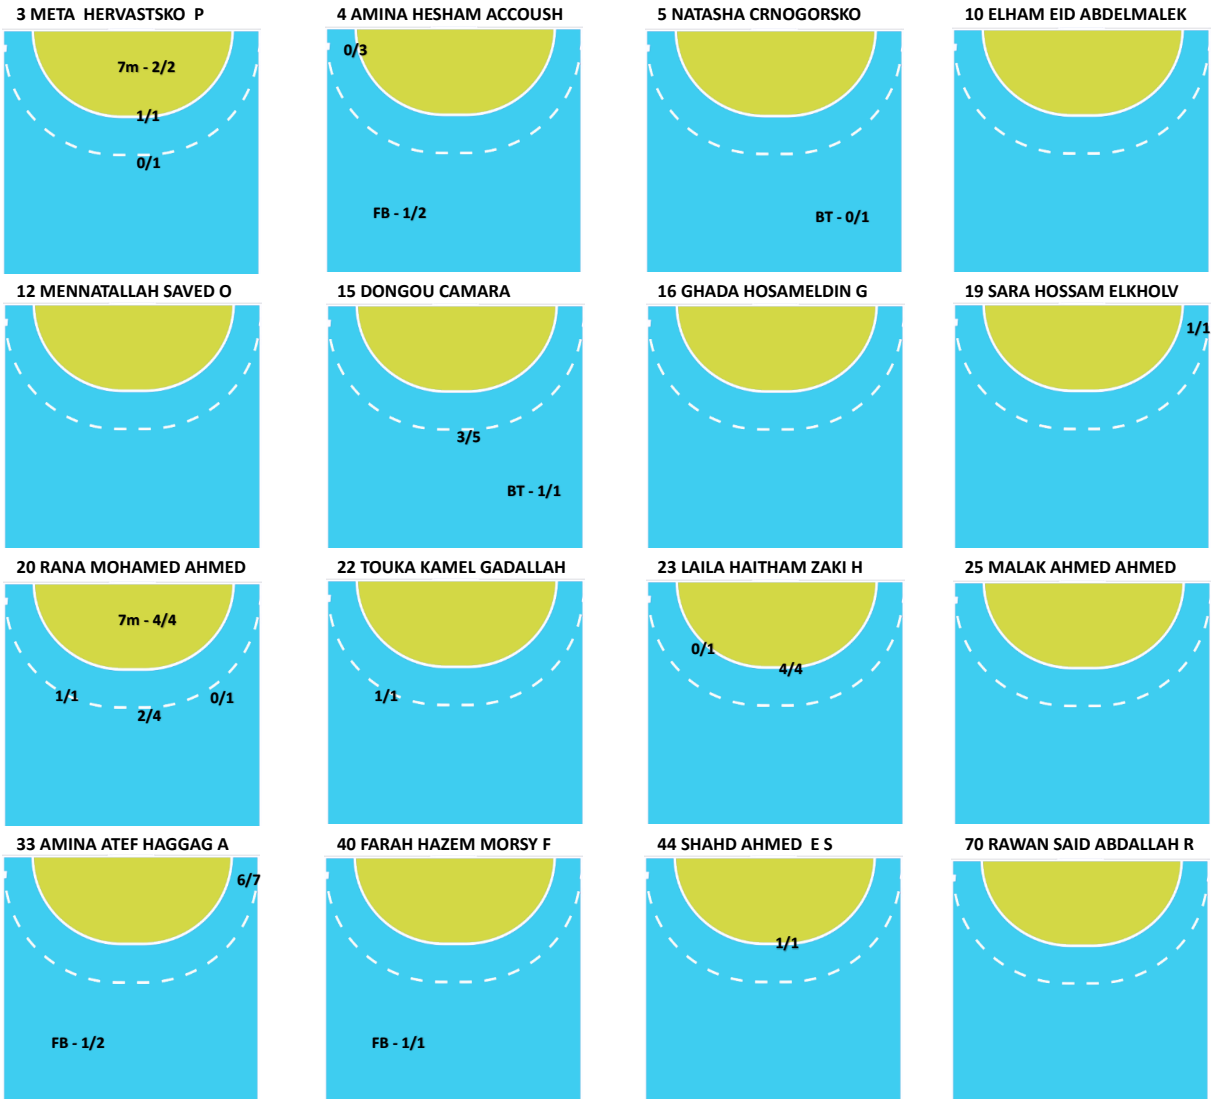 3 META  HERVASTSKO  P
7m - 2/2
1/1
0/1
4 AMINA HESHAM ACCOUSH
0/3
FB - 1/2
5 NATASHA CRNOGORSKO
BT - 0/1
10 ELHAM EID ABDELMALEK
12 MENNATALLAH SAVED O
15 DONGOU CAMARA
3/5
BT - 1/1
16 GHADA HOSAMELDIN G
19 SARA HOSSAM ELKHOLV
1/1
20 RANA MOHAMED AHMED
7m - 4/4
1/1
0/1
2/4
22 TOUKA KAMEL GADALLAH
1/1
23 LAILA HAITHAM ZAKI H
0/1
4/4
25 MALAK AHMED AHMED
33 AMINA ATEF HAGGAG A
6/7
FB - 1/2
40 FARAH HAZEM MORSY F
FB - 1/1
44 SHAHD AHMED  E S
1/1
70 RAWAN SAID ABDALLAH R